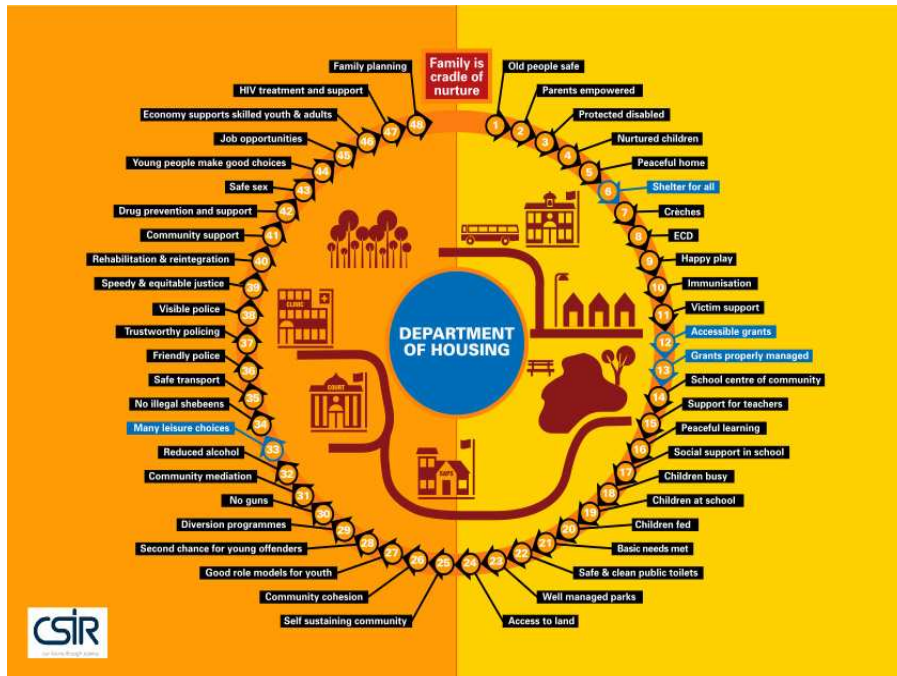 Family is
cradle of
nurture
1
Old people safe
2
Parents empowered
3
Protected disabled
4
Nurtured children
5
Peaceful home
6
Shelter for all
7
Crèches
8
ECD
9
Happy play
10
Immunisation
11
Victim support
12
Accessible grants
13
Grants properly managed
14
School centre of community
15
Support for teachers
16
Peaceful learning
17
Social support in school
18
Children busy
19
Children at school
20
Children fed
21
Basic needs met
22
Safe & clean public toilets
23
Well managed parks
24
Access to land
25
Self sustaining community
26
Community cohesion
27
Good role models for youth
28
Second chance for young offenders
29
Diversion programmes
30
No guns
31
Community mediation
32
Reduced alcohol
33
Many leisure choices
34
No illegal shebeens
35
Safe transport
36
Friendly police
37
Trustworthy policing
38
Visible police
39
Speedy & equitable justice
40
Rehabilitation & reintegration
41
Community support
42
Drug prevention and support
43
Safe sex
44
Young people make good choices
45
Job opportunities
46
Economy supports skilled youth & adults
47
HIV treatment and support
48
Family planning
DEPARTMENT
OF HOUSING
CLINIC
COURT
SAPS
CSIR
our future through science